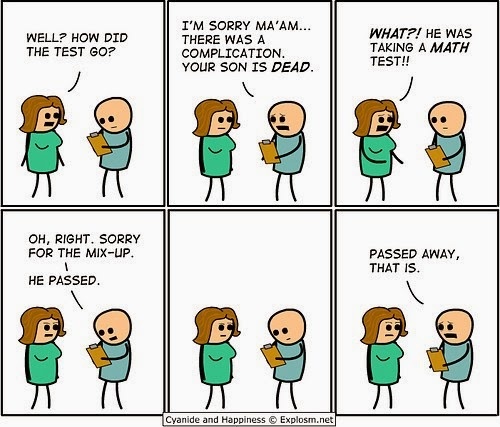 WELL? HOW DID
THE TEST GO?
I'M SORRY MA'AM...
THERE WAS A
COMPLICATION.
YOUR SON IS DEAD.
WHAT?! HE WAS
TAKING A MATH
TEST!!
OH, RIGHT. SORRY
FOR THE MIX-UP.
HE PASSED.
PASSED AWAY,
THAT IS.
Cyanide and Happiness © Explosm.net